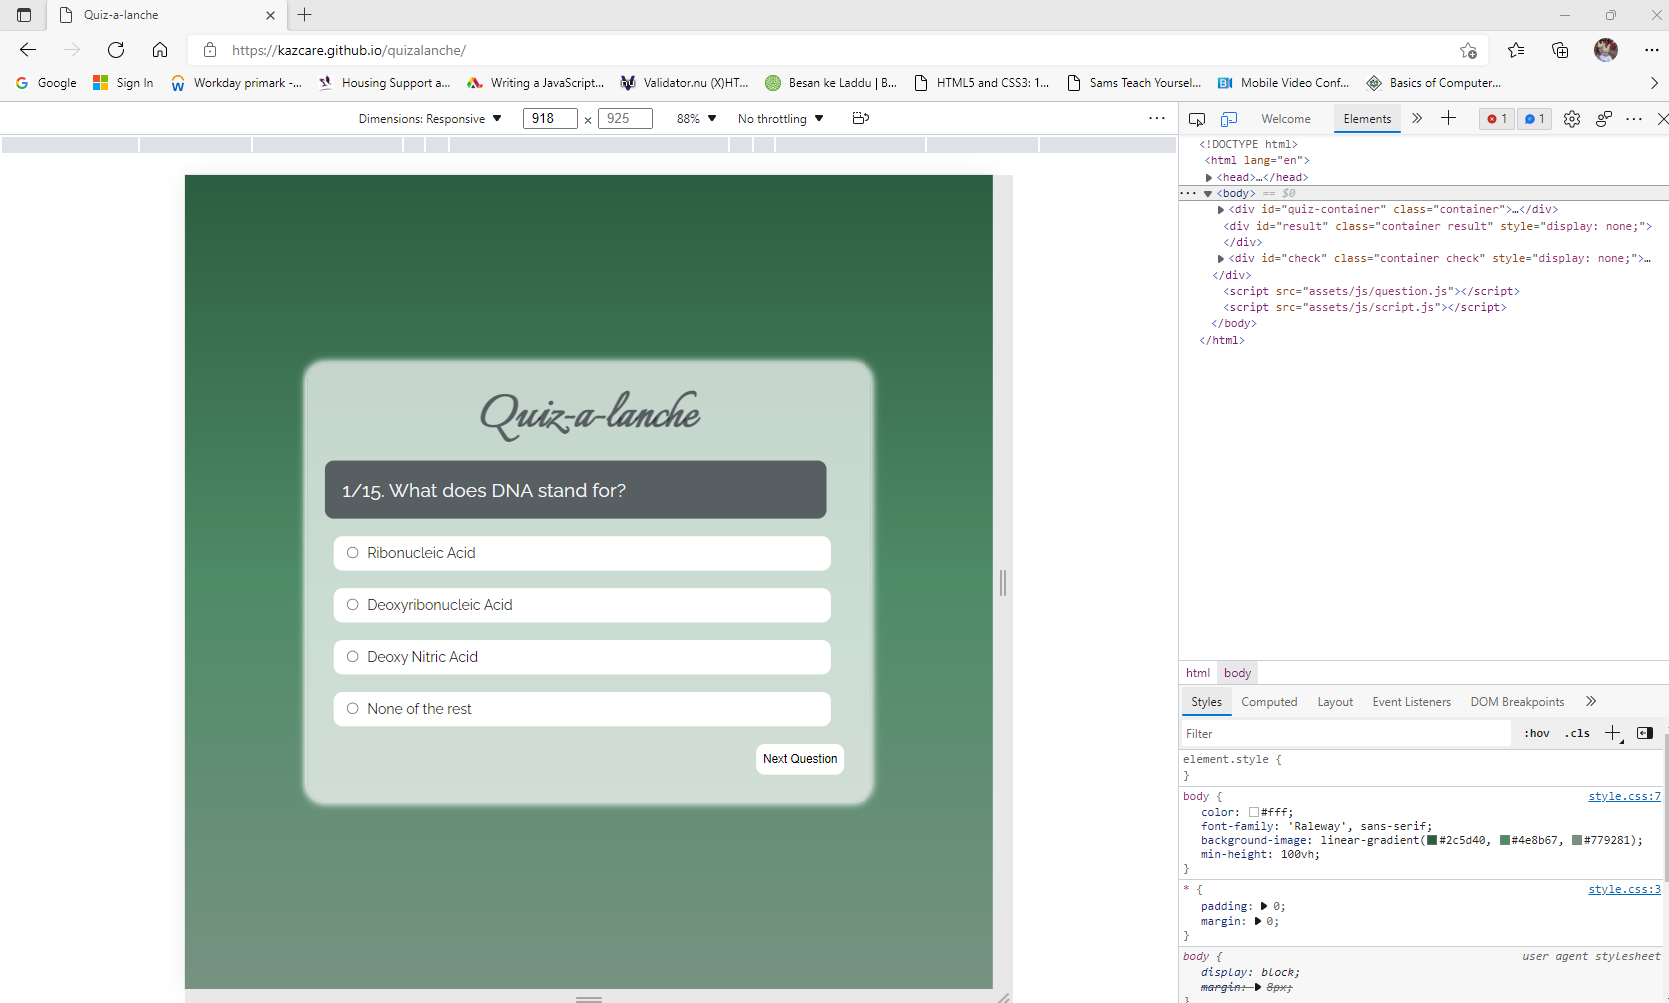 Quiz-a-lanche
https://kazcare.github.io/quizalanche/
Google Sign In Workday primark -... Housing Support a... Writing a JavaScript... Validator.nu (X)HT... Besan ke Laddu | B... HTML5 and CSS3: 1... Sams Teach Yoursel... Mobile Video Conf... Basics of Computer...
Dimensions: Responsive 918 × 925 88% No throttling
Welcome Elements 1 1
Quiz-a-lanche
1/15. What does DNA stand for?
Ribonucleic Acid
Deoxyribonucleic Acid
Deoxy Nitric Acid
None of the rest
Next Question
<!DOCTYPE html>
<html lang="en">
<head>…</head>
<body> == $0
<div id="quiz-container" class="container">…</div>
<div id="result" class="container result" style="display: none;">
</div>
<div id="check" class="container check" style="display: none;">…
</div>
<script src="assets/js/question.js"></script>
<script src="assets/js/script.js"></script>
</body>
</html>
html body
Styles Computed Layout Event Listeners DOM Breakpoints
Filter :hov .cls
element.style {
}
body { style.css:7
color: #fff;
font-family: 'Raleway', sans-serif;
background-image: linear-gradient(#2c5d40, #4e8b67, #779281);
min-height: 100vh;
}
* { style.css:3
padding: 0;
margin: 0;
}
body { user agent stylesheet
display: block;
margin: 8px;
}